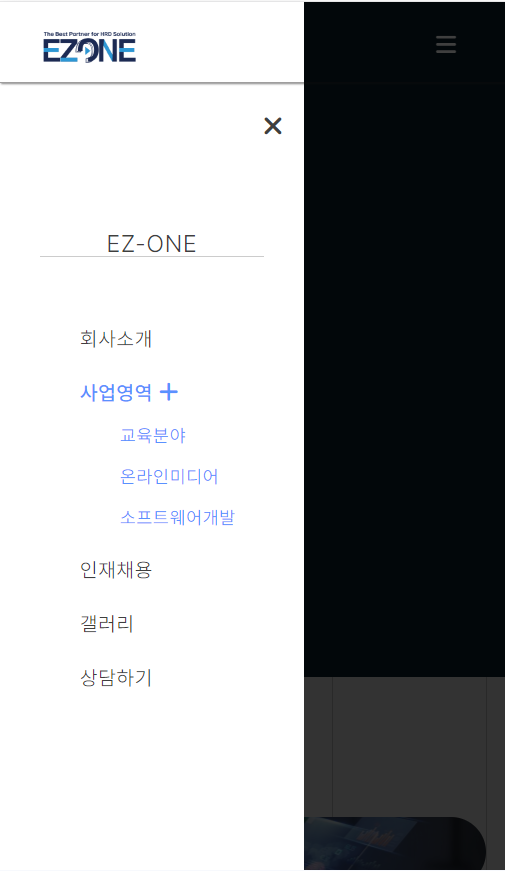 The Best Partner for HRD Solution
EZONE
EZ-ONE
회사소개
사업영역
교육분야
온라인미디어
소프트웨어개발
인재채용
갤러리
상담하기